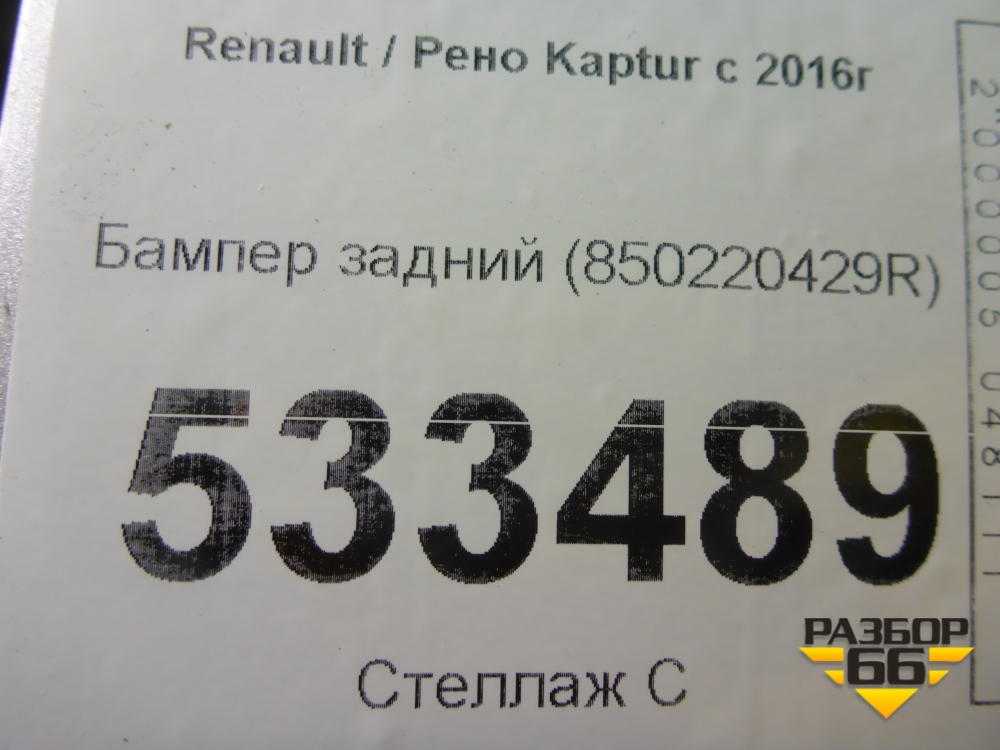 Renault / Рено Kaptur с 2016г
Бампер задний (850220429R)
533489
Стеллаж С
РАЗБОР
66